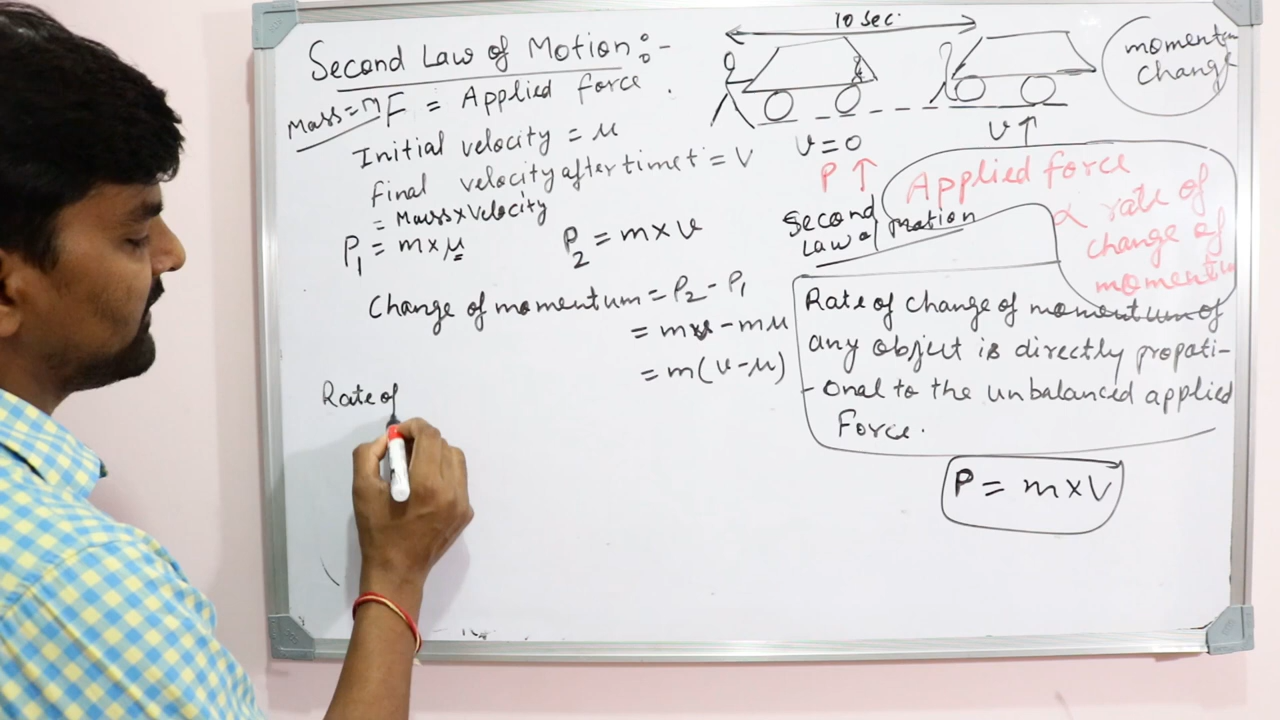 Second Law of Motion :-
Mass = m
F = Applied force.
Initial velocity = u
final velocity after time t = V
= Mass x Velocity
P1 = m x u
P2 = m x v
Change of momentum = P2 - P1
= mv - mu
= m(v-u)
Rate of
10 Sec.
momentum
change
v = 0
v ↑
P ↑
Second
Law of Motion
Applied force
∝ rate of
change of
momentum
Rate of change of momentum of
any object is directly propati-
-onal to the unbalanced applied
Force.
P = m x V